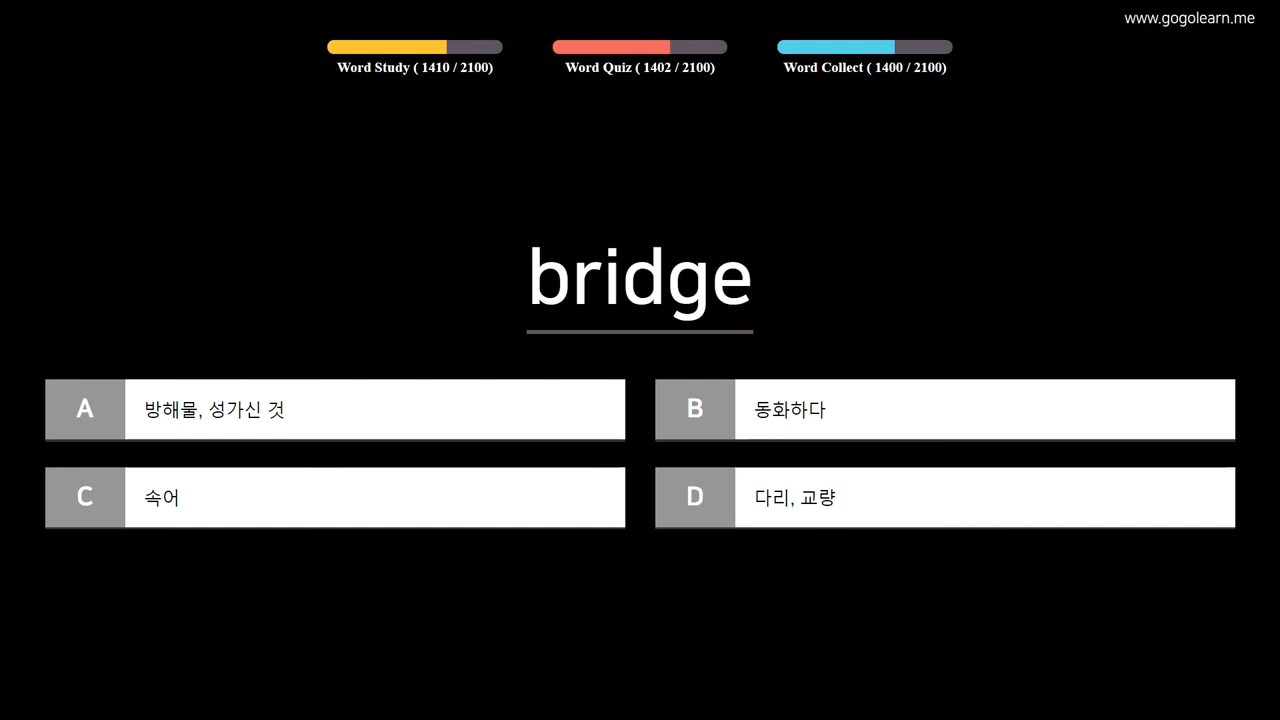 www.gogolearn.me
Word Study ( 1410 / 2100)
Word Quiz ( 1402 / 2100)
Word Collect ( 1400 / 2100)
bridge
A 방해물, 성가신 것
B 동화하다
C 속어
D 다리, 교량